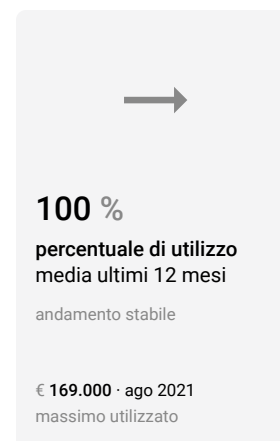 100 %
percentuale di utilizzo
media ultimi 12 mesi
andamento stabile
€ 169.000 · ago 2021
massimo utilizzato